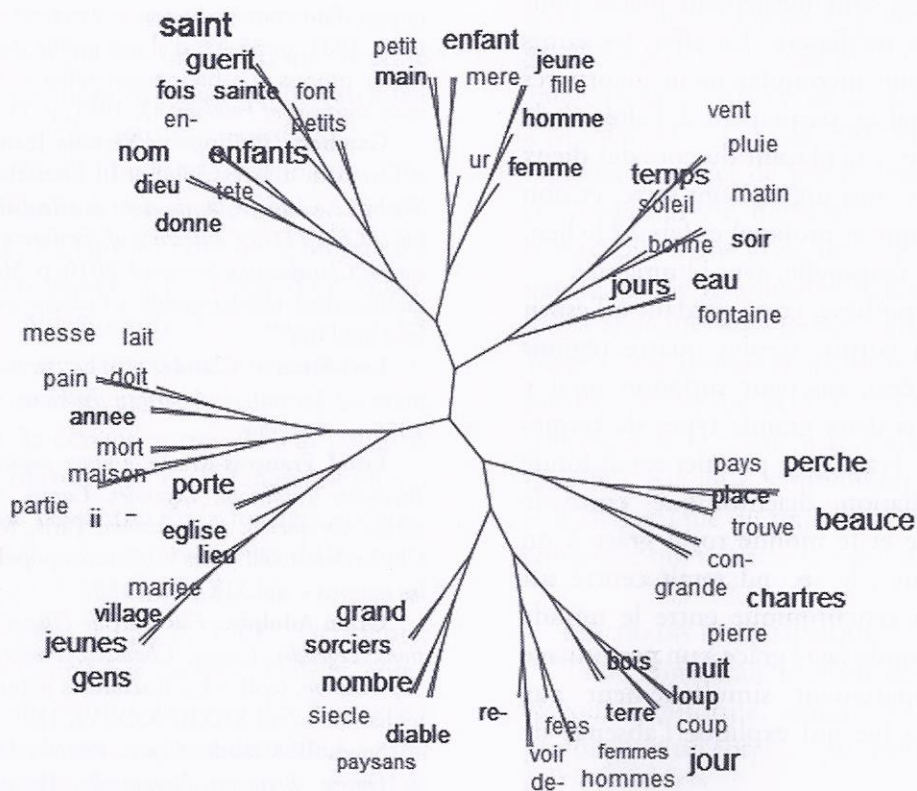 saint
guerit
fois sainte font
en- petits
nom enfants
dieu tete
donne
petit enfant
main mere jeune
fille
homme
ur femme
vent
pluie
temps
soleil matin
bonne soir
jours eau
fontaine
messe lait
pain doit
annee
mort
maison
partie ii - porte
eglise
lieu
mariee
village
jeunes
gens
pays perche
place
trouve beauce
con-
grande
chartres
pierre
bois nuit
loup
terre coup
grand
sorciers
nombre
siecle
diable
paysans
re- fees
voir femmes jour
de- hommes